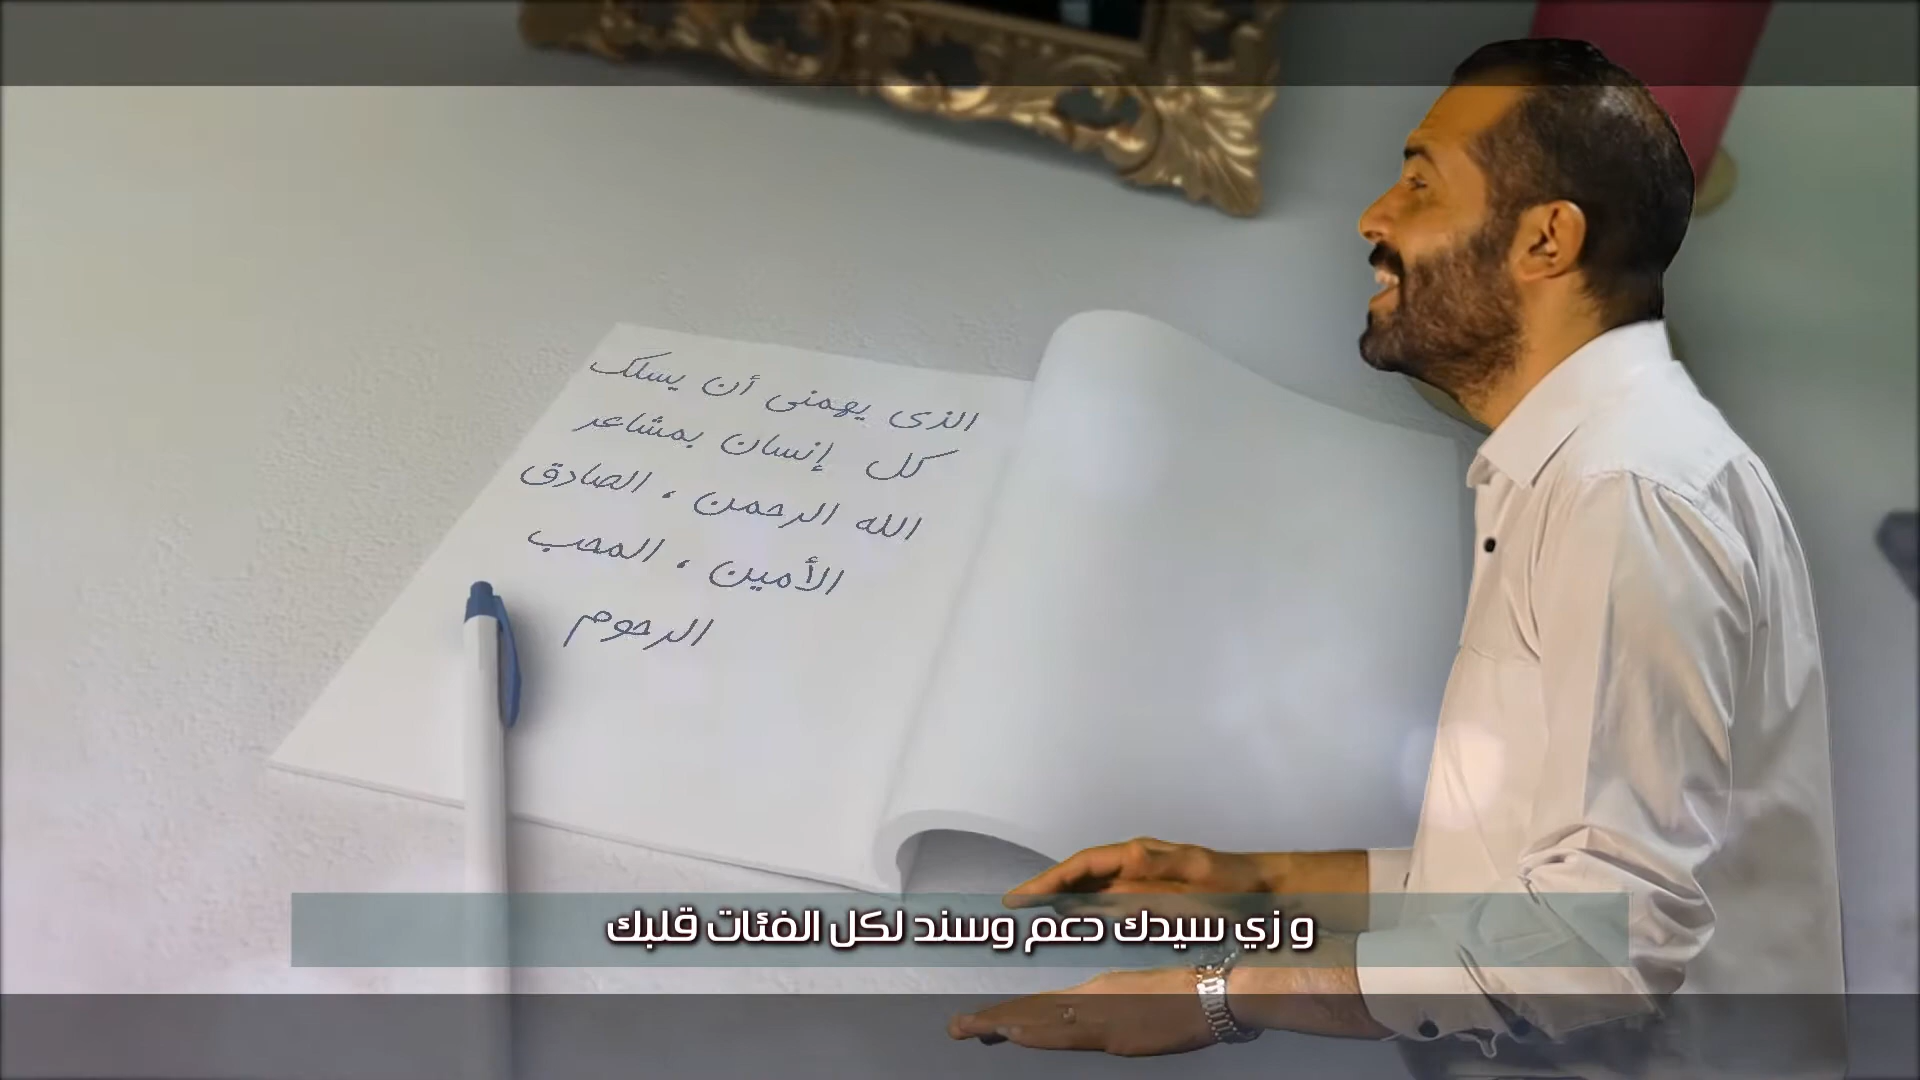 الذى يهمنى أن يسلك
كل إنسان بمشاعر
الله الرحمن ، الصادق
الأمين ، المحب
الرحوم
و زي سيدك دعم وسند لكل الفئات قلبك